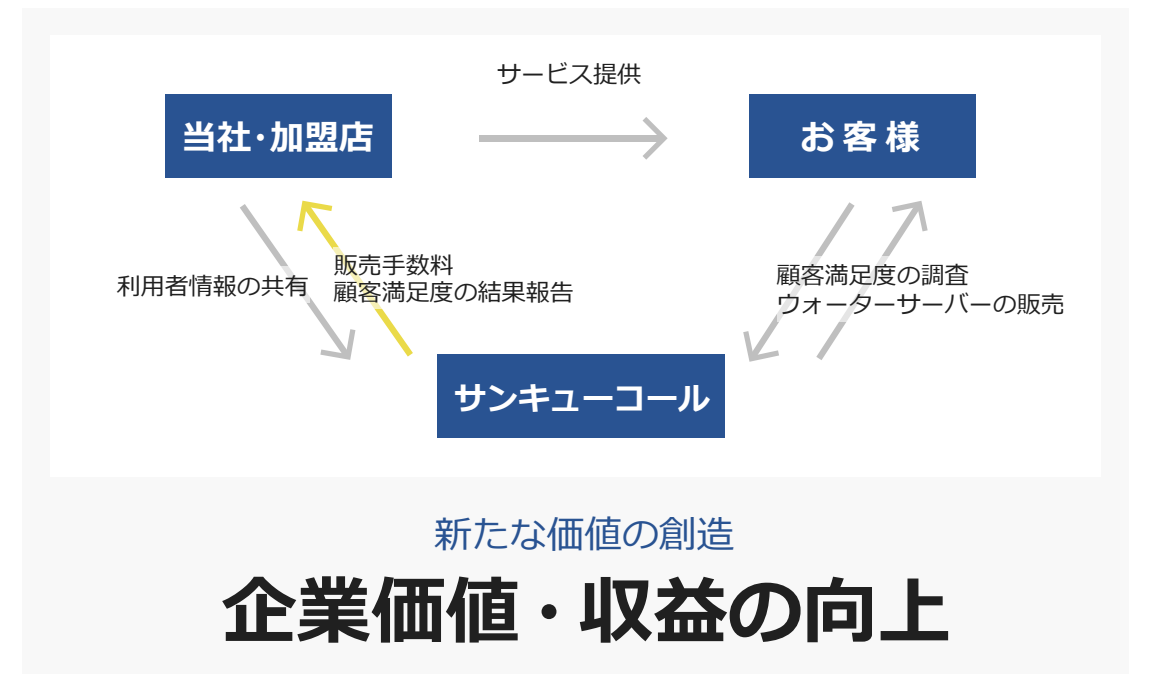 サービス提供
当社・加盟店
お客様
利用者情報の共有
販売手数料
顧客満足度の結果報告
顧客満足度の調査
ウォーターサーバーの販売
サンキューコール
新たな価値の創造
企業価値・収益の向上